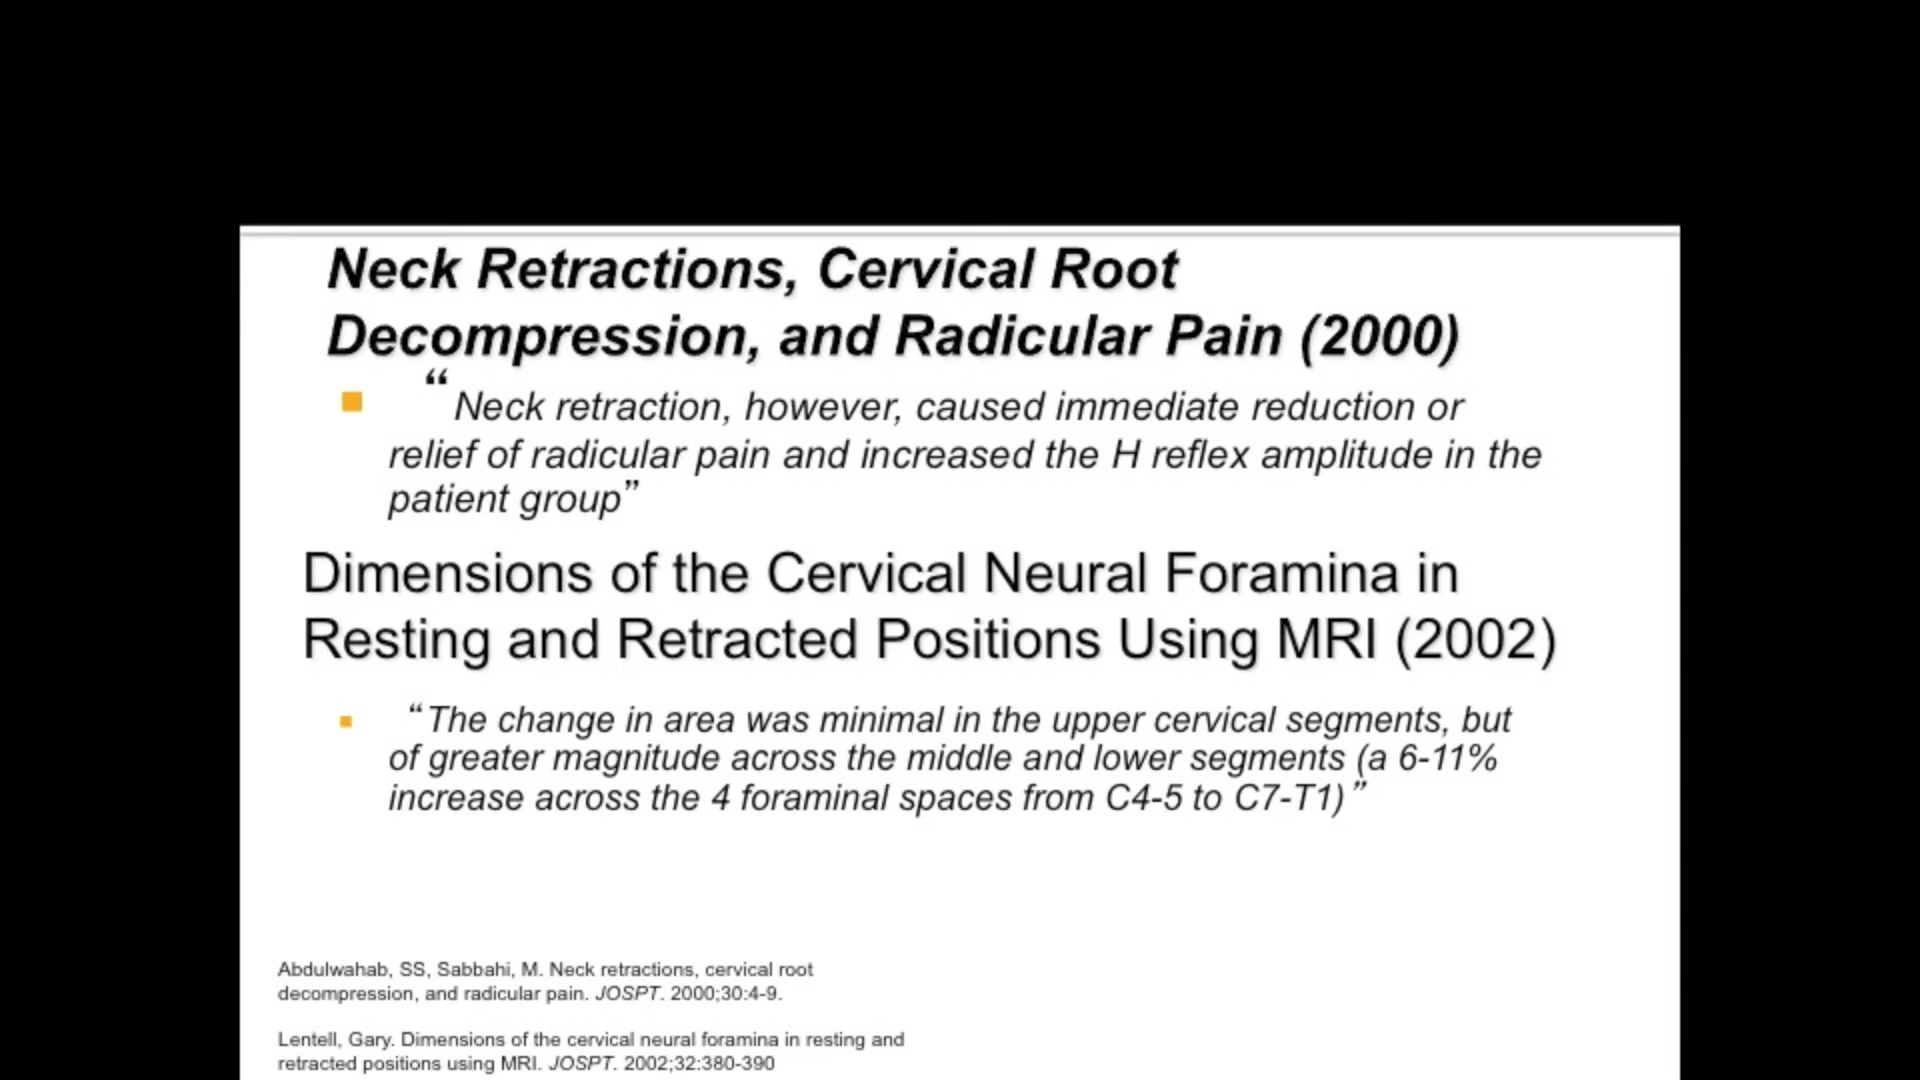 Neck Retractions, Cervical Root
Decompression, and Radicular Pain (2000)
■ “Neck retraction, however, caused immediate reduction or
relief of radicular pain and increased the H reflex amplitude in the
patient group”
Dimensions of the Cervical Neural Foramina in
Resting and Retracted Positions Using MRI (2002)
■ “The change in area was minimal in the upper cervical segments, but
of greater magnitude across the middle and lower segments (a 6-11%
increase across the 4 foraminal spaces from C4-5 to C7-T1)”
Abdulwahab, SS, Sabbahi, M. Neck retractions, cervical root
decompression, and radicular pain. JOSPT. 2000;30:4-9.
Lentell, Gary. Dimensions of the cervical neural foramina in resting and
retracted positions using MRI. JOSPT. 2002;32:380-390